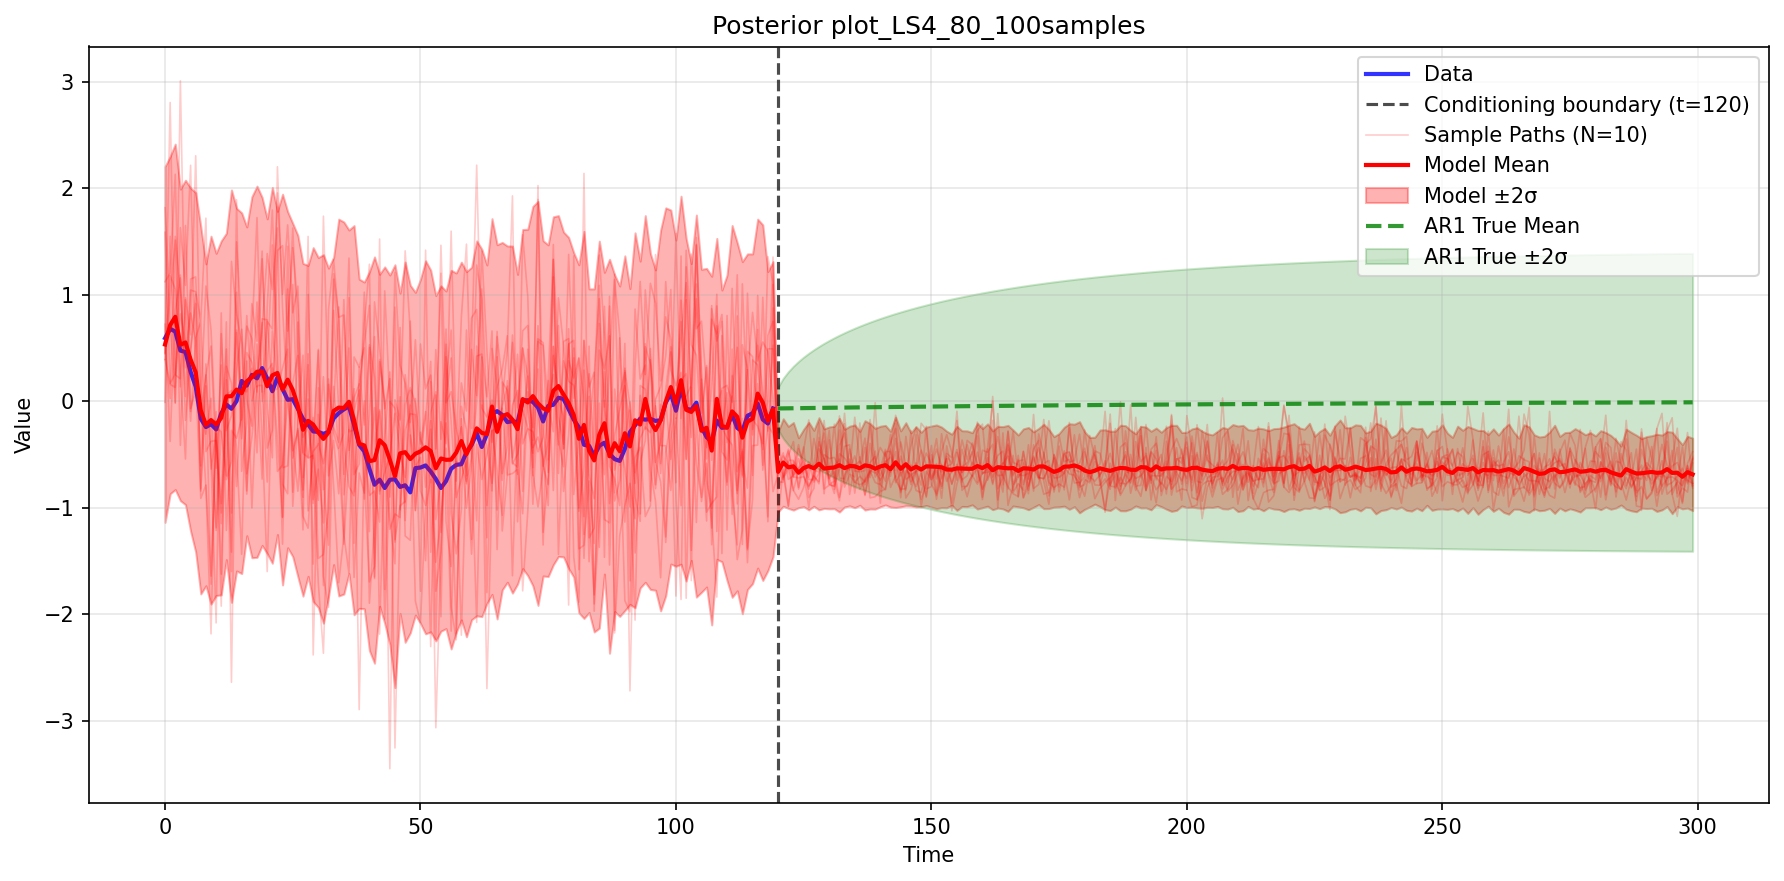 Posterior plot_LS4_80_100samples
Data
Conditioning boundary (t=120)
Sample Paths (N=10)
Model Mean
Model ±2σ
AR1 True Mean
AR1 True ±2σ
Value
3
2
1
0
−1
−2
−3
0
50
100
150
200
250
300
Time